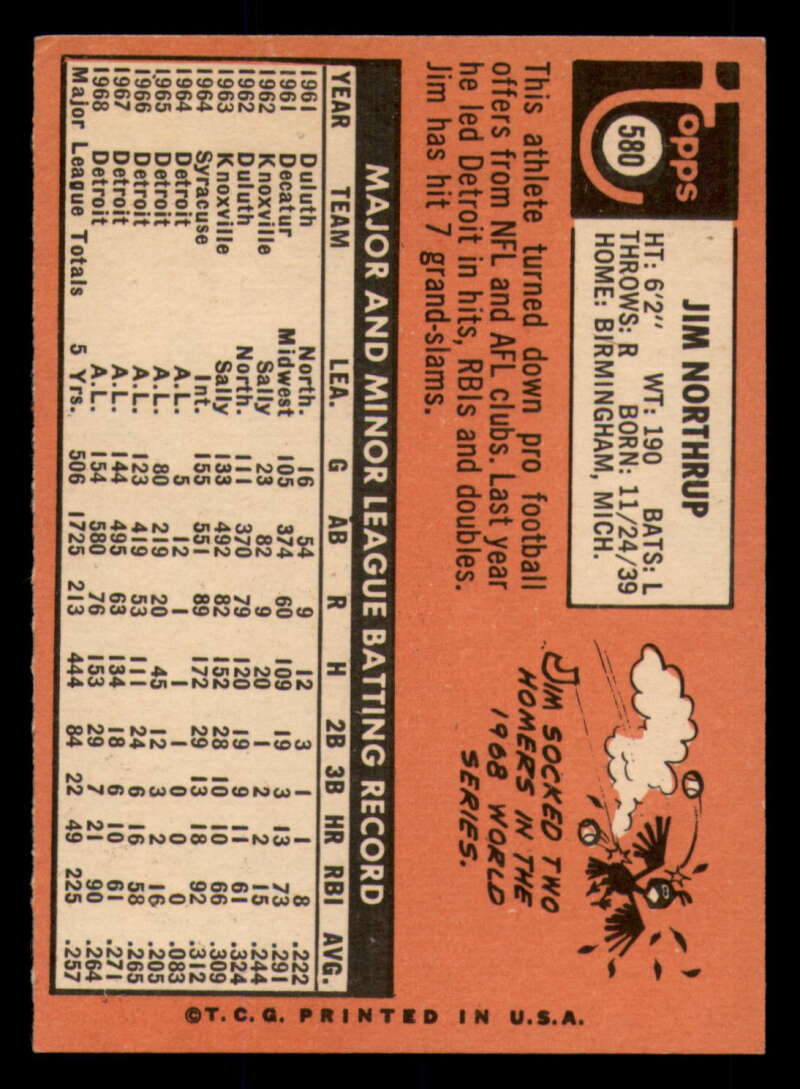 Topps
580
JIM NORTHRUP
HT: 6'2" WT: 190 BATS: L
THROWS: R BORN: 11/24/39
HOME: BIRMINGHAM, MICH.
This athlete turned down pro football
offers from NFL and AFL clubs. Last year
he led Detroit in hits, RBIs and doubles.
Jim has hit 7 grand-slams.
JIM SOCKED TWO
HOMERS IN THE
1968 WORLD
SERIES.
MAJOR AND MINOR LEAGUE BATTING RECORD
YEAR TEAM LEA. G AB R H 2B 3B HR RBI AVG.
1961 Duluth North. 16 54 9 12 3 1 1 8 .222
1961 Decatur Midwest 105 374 60 109 19 3 13 73 .291
1962 Knoxville Sally 23 82 9 20 1 2 2 15 .244
1962 Duluth North. 111 370 79 120 19 9 11 61 .324
1963 Knoxville Sally 133 492 82 152 28 10 10 66 .309
1964 Syracuse Int. 155 551 89 172 29 13 18 92 .312
1964 Detroit A.L. 5 12 1 1 1 0 0 0 .083
1965 Detroit A.L. 80 219 20 45 12 3 2 16 .205
1966 Detroit A.L. 123 419 53 111 24 6 16 58 .265
1967 Detroit A.L. 144 495 63 134 18 6 10 61 .271
1968 Detroit A.L. 154 580 76 153 29 7 21 90 .264
Major League Totals 5 Yrs. 506 1725 213 444 84 22 49 225 .257
©T.C.G. PRINTED IN U.S.A.